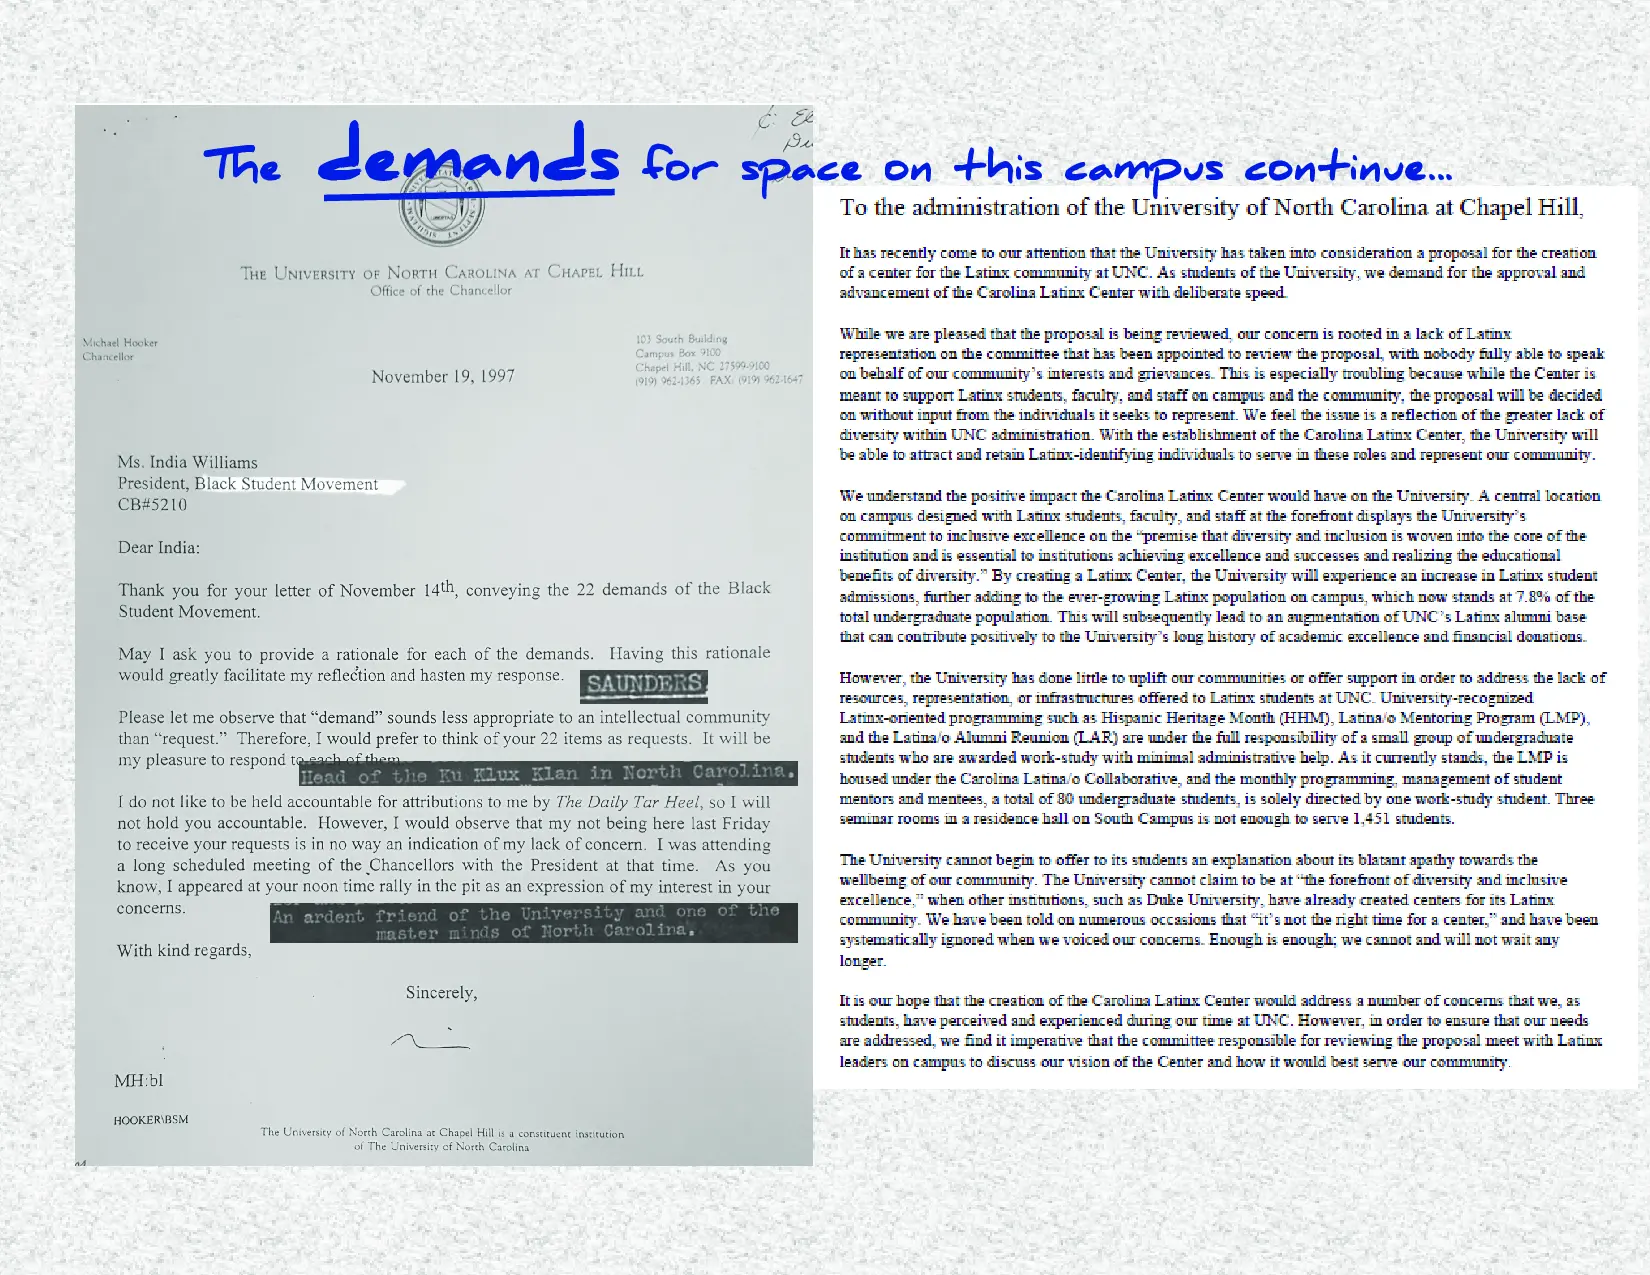 The demands for space on this campus continue...
THE UNIVERSITY OF NORTH CAROLINA AT CHAPEL HILL
Office of the Chancellor
Michael Hooker
Chancellor
103 South Building
Campus Box 9100
Chapel Hill, NC 27599-9100
(919) 962-1365 FAX: (919) 962-1647
November 19, 1997
Ms. India Williams
President, Black Student Movement
CB#5210
Dear India:
Thank you for your letter of November 14th, conveying the 22 demands of the Black
Student Movement.
May I ask you to provide a rationale for each of the demands. Having this rationale
would greatly facilitate my reflection and hasten my response.
SAUNDERS
Please let me observe that “demand” sounds less appropriate to an intellectual community
than “request.” Therefore, I would prefer to think of your 22 items as requests. It will be
my pleasure to respond to each of them.
Head of the Ku Klux Klan in North Carolina.
I do not like to be held accountable for attributions to me by The Daily Tar Heel, so I will
not hold you accountable. However, I would observe that my not being here last Friday
to receive your requests is in no way an indication of my lack of concern. I was attending
a long scheduled meeting of the Chancellors with the President at that time. As you
know, I appeared at your noon time rally in the pit as an expression of my interest in your
concerns.
An ardent friend of the University and one of the
master minds of North Carolina.
With kind regards,
Sincerely,
MH:bl
HOOKER\BSM
The University of North Carolina at Chapel Hill is a constituent institution
of The University of North Carolina
To the administration of the University of North Carolina at Chapel Hill,
It has recently come to our attention that the University has taken into consideration a proposal for the creation
of a center for the Latinx community at UNC. As students of the University, we demand for the approval and
advancement of the Carolina Latinx Center with deliberate speed.
While we are pleased that the proposal is being reviewed, our concern is rooted in a lack of Latinx
representation on the committee that has been appointed to review the proposal, with nobody fully able to speak
on behalf of our community’s interests and grievances. This is especially troubling because while the Center is
meant to support Latinx students, faculty, and staff on campus and the community, the proposal will be decided
on without input from the individuals it seeks to represent. We feel the issue is a reflection of the greater lack of
diversity within UNC administration. With the establishment of the Carolina Latinx Center, the University will
be able to attract and retain Latinx-identifying individuals to serve in these roles and represent our community.
We understand the positive impact the Carolina Latinx Center would have on the University. A central location
on campus designed with Latinx students, faculty, and staff at the forefront displays the University’s
commitment to inclusive excellence on the “premise that diversity and inclusion is woven into the core of the
institution and is essential to institutions achieving excellence and successes and realizing the educational
benefits of diversity.” By creating a Latinx Center, the University will experience an increase in Latinx student
admissions, further adding to the ever-growing Latinx population on campus, which now stands at 7.8% of the
total undergraduate population. This will subsequently lead to an augmentation of UNC’s Latinx alumni base
that can contribute positively to the University’s long history of academic excellence and financial donations.
However, the University has done little to uplift our communities or offer support in order to address the lack of
resources, representation, or infrastructures offered to Latinx students at UNC. University-recognized
Latinx-oriented programming such as Hispanic Heritage Month (HHM), Latina/o Mentoring Program (LMP),
and the Latina/o Alumni Reunion (LAR) are under the full responsibility of a small group of undergraduate
students who are awarded work-study with minimal administrative help. As it currently stands, the LMP is
housed under the Carolina Latina/o Collaborative, and the monthly programming, management of student
mentors and mentees, a total of 80 undergraduate students, is solely directed by one work-study student. Three
seminar rooms in a residence hall on South Campus is not enough to serve 1,451 students.
The University cannot begin to offer to its students an explanation about its blatant apathy towards the
wellbeing of our community. The University cannot claim to be at “the forefront of diversity and inclusive
excellence,” when other institutions, such as Duke University, have already created centers for its Latinx
community. We have been told on numerous occasions that “it’s not the right time for a center,” and have been
systematically ignored when we voiced our concerns. Enough is enough; we cannot and will not wait any
longer.
It is our hope that the creation of the Carolina Latinx Center would address a number of concerns that we, as
students, have perceived and experienced during our time at UNC. However, in order to ensure that our needs
are addressed, we find it imperative that the committee responsible for reviewing the proposal meet with Latinx
leaders on campus to discuss our vision of the Center and how it would best serve our community.